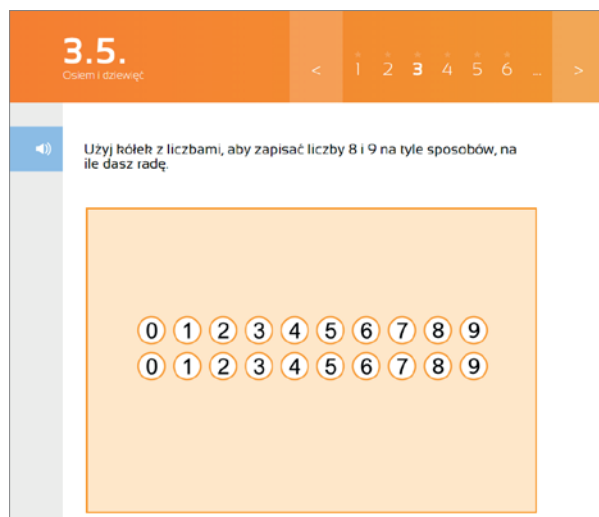 3.5.
Osiem i dziewięć
< 1 2 3 4 5 6 ... >
Użyj kółek z liczbami, aby zapisać liczby 8 i 9 na tyle sposobów, na
ile dasz radę.
0 1 2 3 4 5 6 7 8 9
0 1 2 3 4 5 6 7 8 9